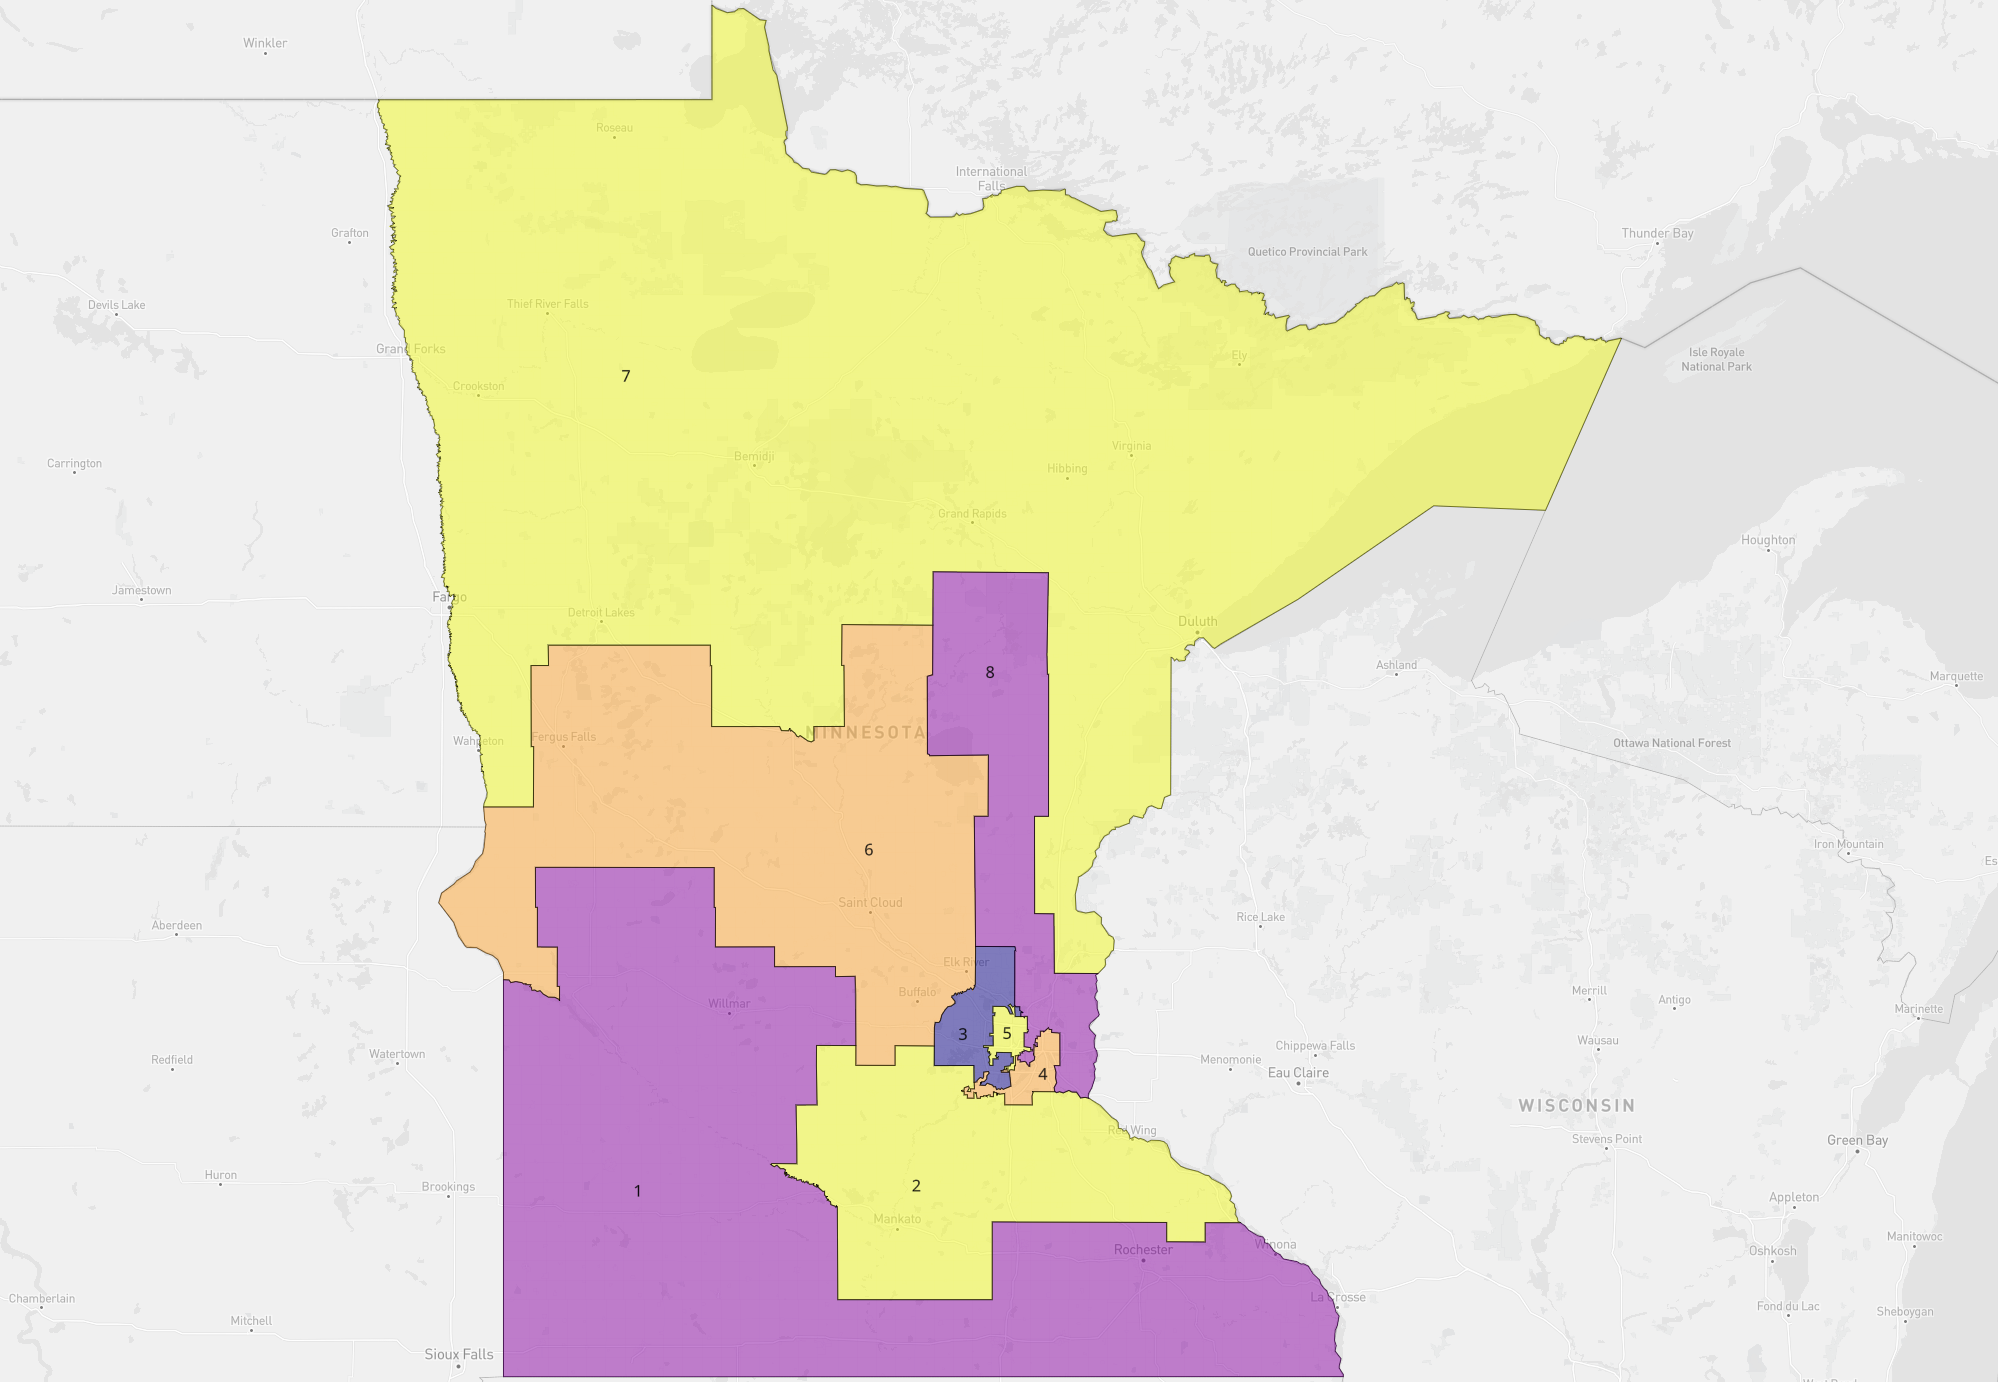 Winkler
Roseau
International
Falls
Grafton
Thunder Bay
Quetico Provincial Park
Devils Lake
Thief River Falls
Grand Forks
Isle Royale
National Park
Ely
7
Crookston
Virginia
Carrington
Bemidji
Hibbing
Grand Rapids
Houghton
Jamestown
Fargo
Detroit Lakes
Duluth
8
Ashland
Marquette
MINNESOTA
Fergus Falls
Wahpeton
Ottawa National Forest
Iron Mountain
Es
6
Saint Cloud
Rice Lake
Aberdeen
Elk River
Buffalo
Willmar
Merrill
Antigo
Marinette
3
5
Wausau
Chippewa Falls
Watertown
Redfield
Menomonie
Eau Claire
4
WISCONSIN
Red Wing
Stevens Point
Green Bay
Huron
Brookings
1
2
Appleton
Mankato
Manitowoc
Rochester
Winona
Oshkosh
Chamberlain
La Crosse
Fond du Lac
Sheboygan
Mitchell
Sioux Falls